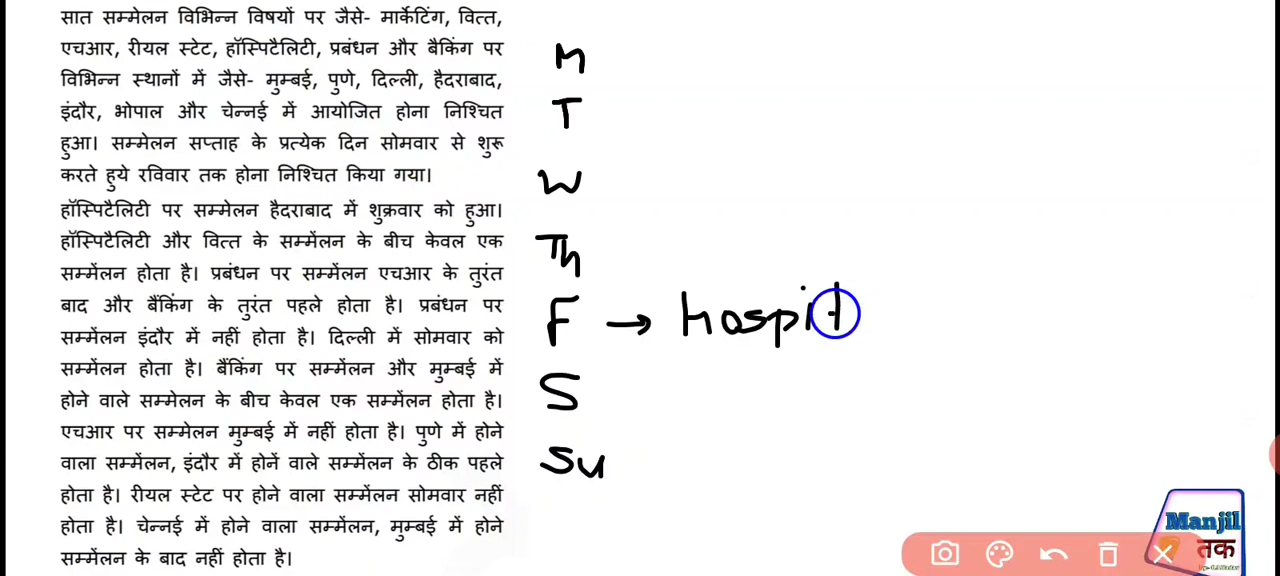 सात सम्मेलन विभिन्न विषयों पर जैसे- मार्केटिंग, वित्त,
एचआर, रीयल स्टेट, हॉस्पिटैलिटी, प्रबंधन और बैकिंग पर
विभिन्न स्थानों में जैसे- मुम्बई, पुणे, दिल्ली, हैदराबाद,
इंदौर, भोपाल और चेन्नई में आयोजित होना निश्चित
हुआ। सम्मेलन सप्ताह के प्रत्येक दिन सोमवार से शुरू
करते हुये रविवार तक होना निश्चित किया गया।
हॉस्पिटैलिटी पर सम्मेलन हैदराबाद में शुक्रवार को हुआ।
हॉस्पिटैलिटी और वित्त के सम्मेंलन के बीच केवल एक
सम्मेंलन होता है। प्रबंधन पर सम्मेंलन एचआर के तुरंत
बाद और बैंकिंग के तुरंत पहले होता है। प्रबंधन पर
सम्मेंलन इंदौर में नहीं होता है। दिल्ली में सोमवार को
सम्मेंलन होता है। बैंकिंग पर सम्मेंलन और मुम्बई में
होने वाले सम्मेलन के बीच केवल एक सम्मेंलन होता है।
एचआर पर सम्मेंलन मुम्बई में नहीं होता है। पुणे में होने
वाला सम्मेंलन, इंदौर में होनें वाले सम्मेंलन के ठीक पहले
होता है। रीयल स्टेट पर होने वाला सम्मेंलन सोमवार नहीं
होता है। चेन्नई में होने वाला सम्मेंलन, मुम्बई में होने
सम्मेंलन के बाद नहीं होता है।
M
T
W
Th
F → hospit
S
Su
Manjil
तक